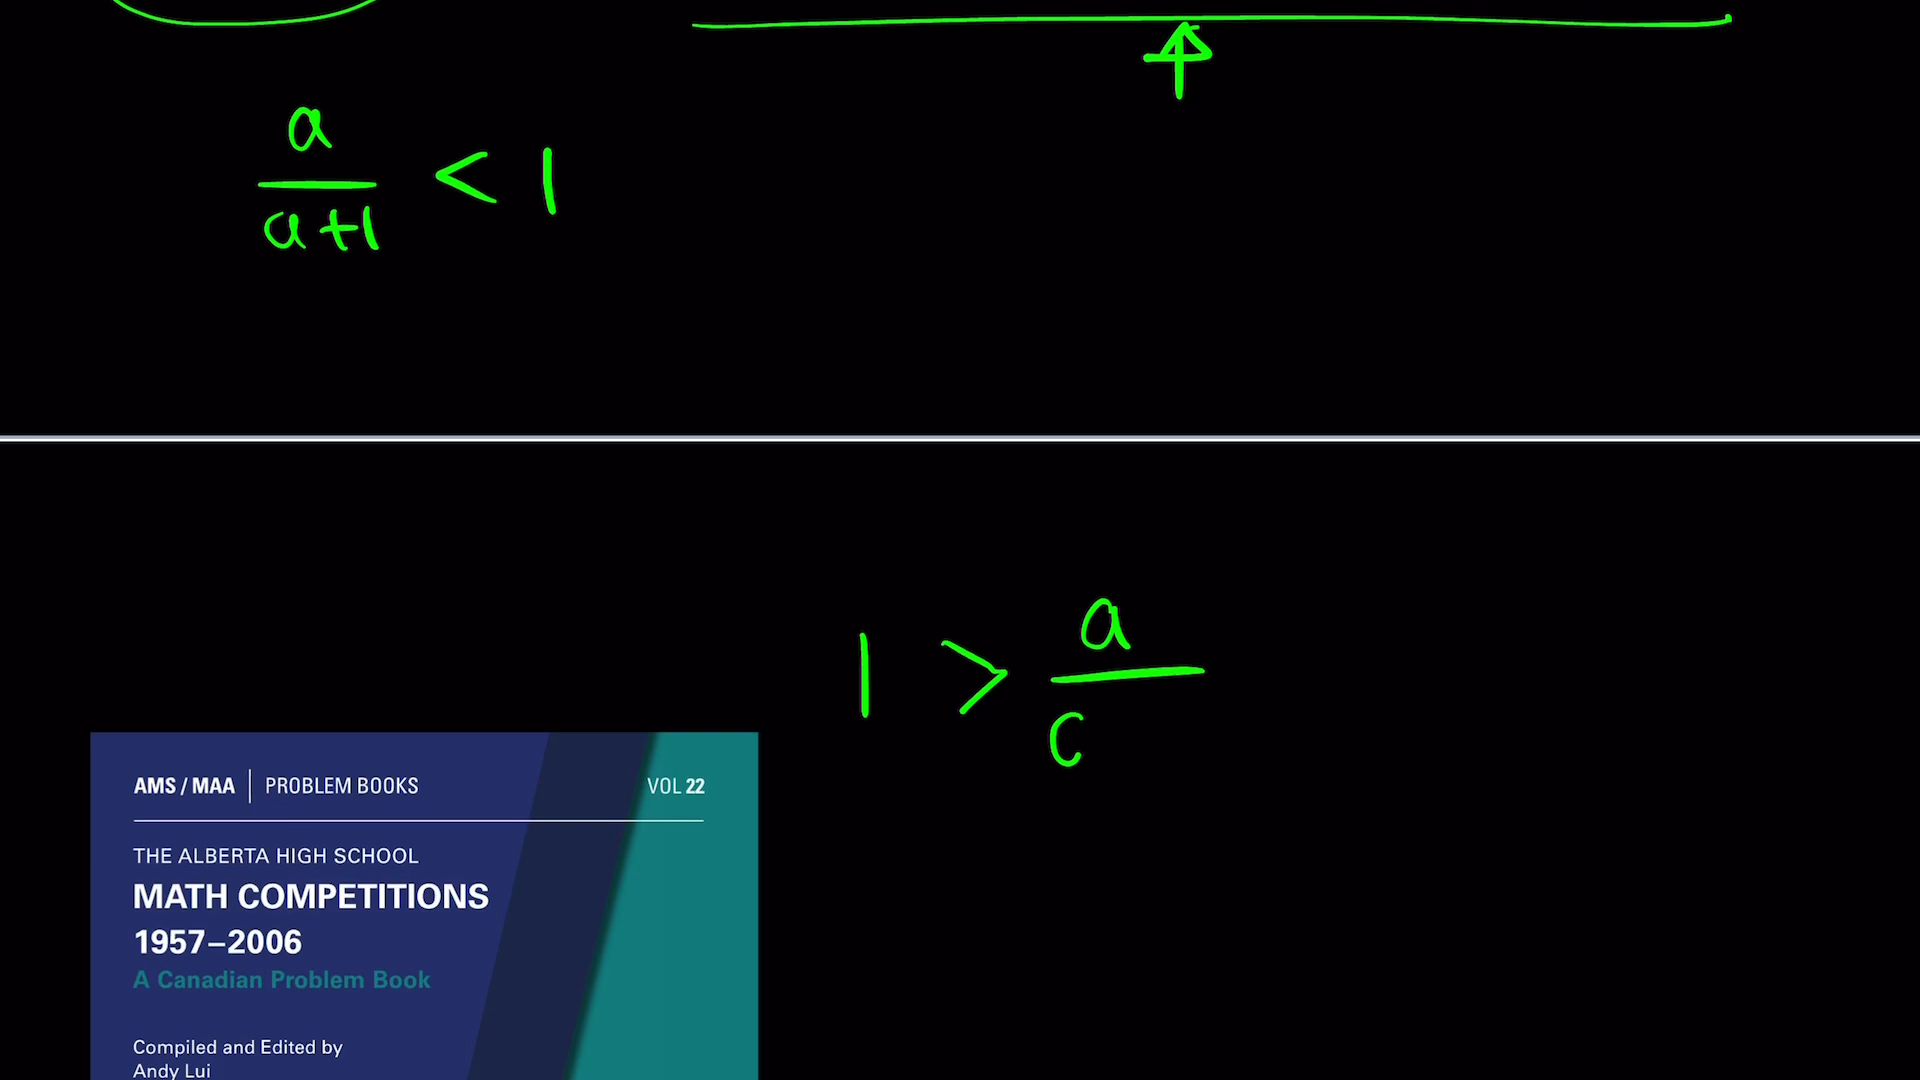 a
a+1 < 1
1 > a
c
AMS / MAA | PROBLEM BOOKS VOL 22
THE ALBERTA HIGH SCHOOL
MATH COMPETITIONS
1957–2006
A Canadian Problem Book
Compiled and Edited by
Andy Lui